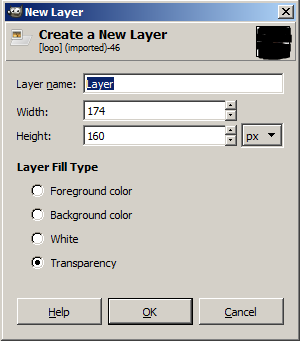 New Layer
Create a New Layer
[logo] (imported)-46
Layer name: Layer
Width: 174
Height: 160 px
Layer Fill Type
Foreground color
Background color
White
Transparency
Help OK Cancel